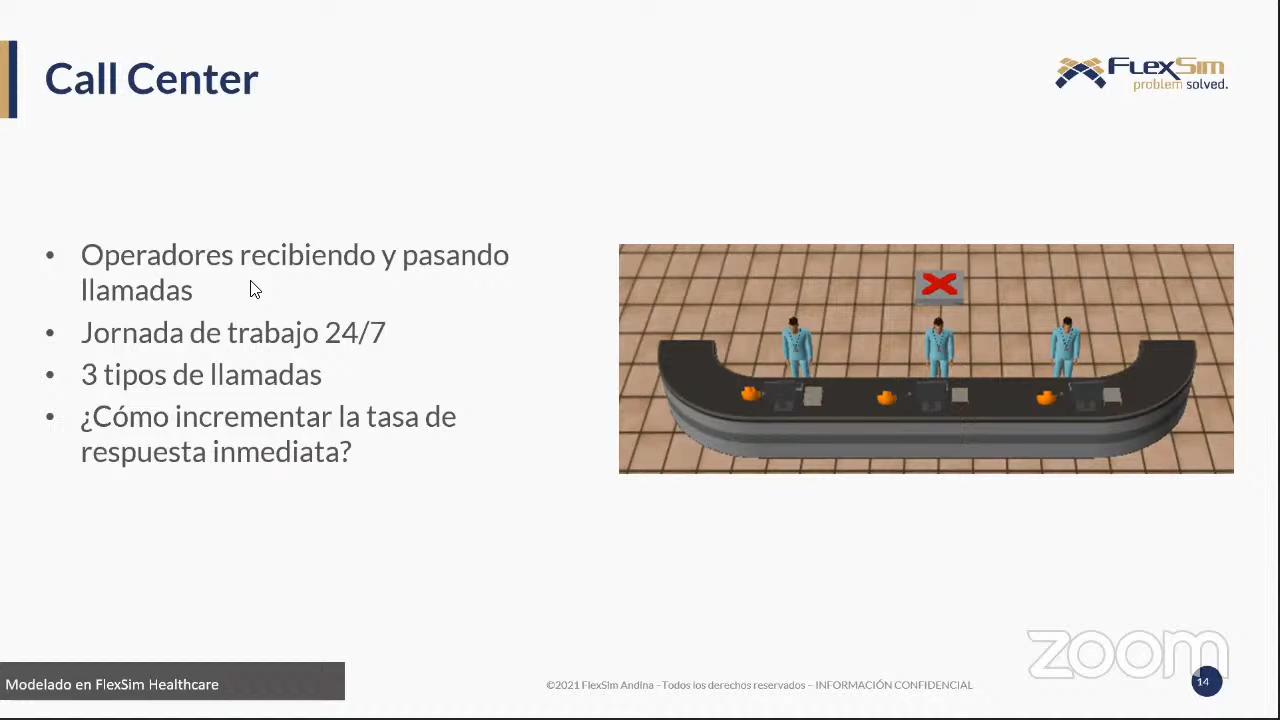 Call Center
FlexSim
problem solved.
• Operadores recibiendo y pasando
llamadas
• Jornada de trabajo 24/7
• 3 tipos de llamadas
• ¿Cómo incrementar la tasa de
respuesta inmediata?
zoom
Modelado en FlexSim Healthcare
©2021 FlexSim Andina –Todos los derechos reservados – INFORMACIÓN CONFIDENCIAL
14